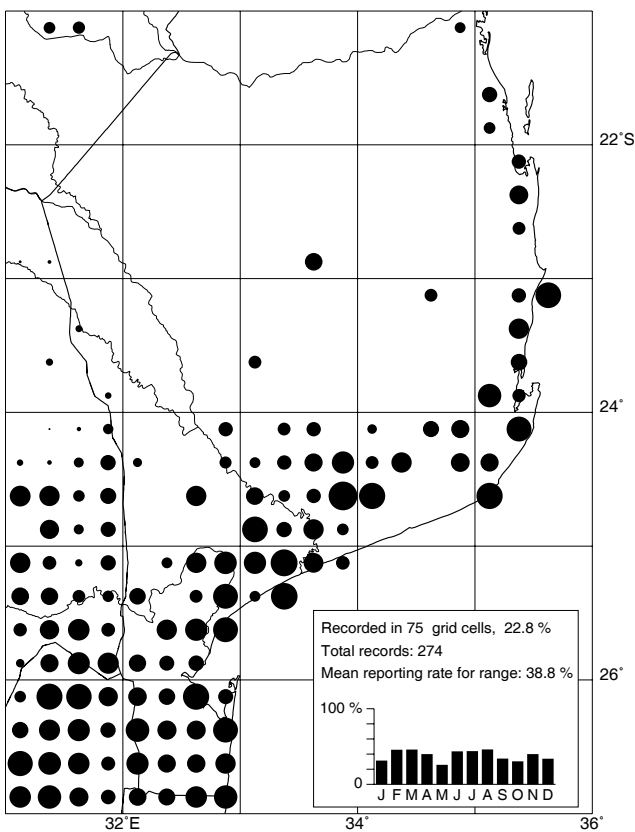 22˚S
24˚
Recorded in 75 grid cells, 22.8 %
Total records: 274
Mean reporting rate for range: 38.8 %
26˚
100 %
0
J F M A M J J A S O N D
32˚E 34˚ 36˚